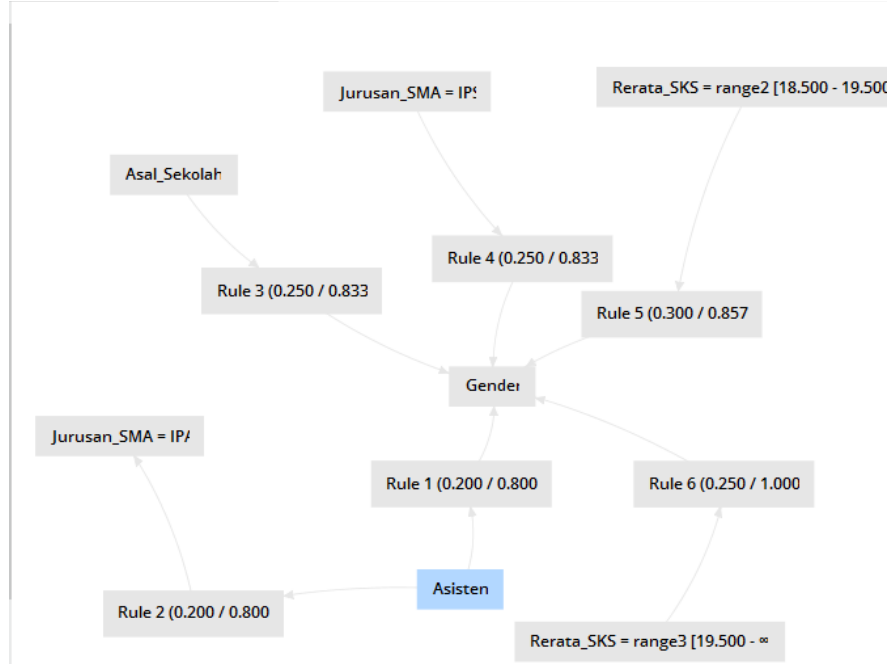 Jurusan_SMA = IPS
Rerata_SKS = range2 [18.500 - 19.500
Asal_Sekolah
Rule 4 (0.250 / 0.833
Rule 3 (0.250 / 0.833
Rule 5 (0.300 / 0.857
Gender
Jurusan_SMA = IPA
Rule 1 (0.200 / 0.800
Rule 6 (0.250 / 1.000
Asisten
Rule 2 (0.200 / 0.800
Rerata_SKS = range3 [19.500 - ∞